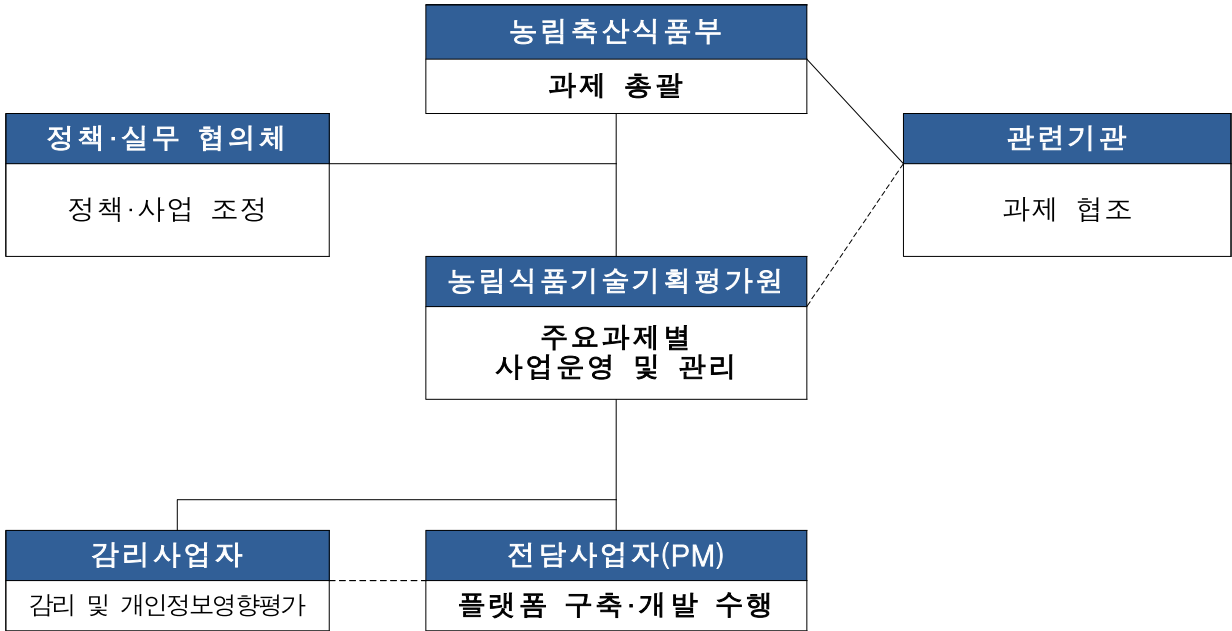 농림축산식품부
과제 총괄
정책·실무 협의체
정책·사업 조정
관련기관
과제 협조
농림식품기술기획평가원
주요과제별
사업운영 및 관리
감리사업자
감리 및 개인정보영향평가
전담사업자(PM)
플랫폼 구축·개발 수행